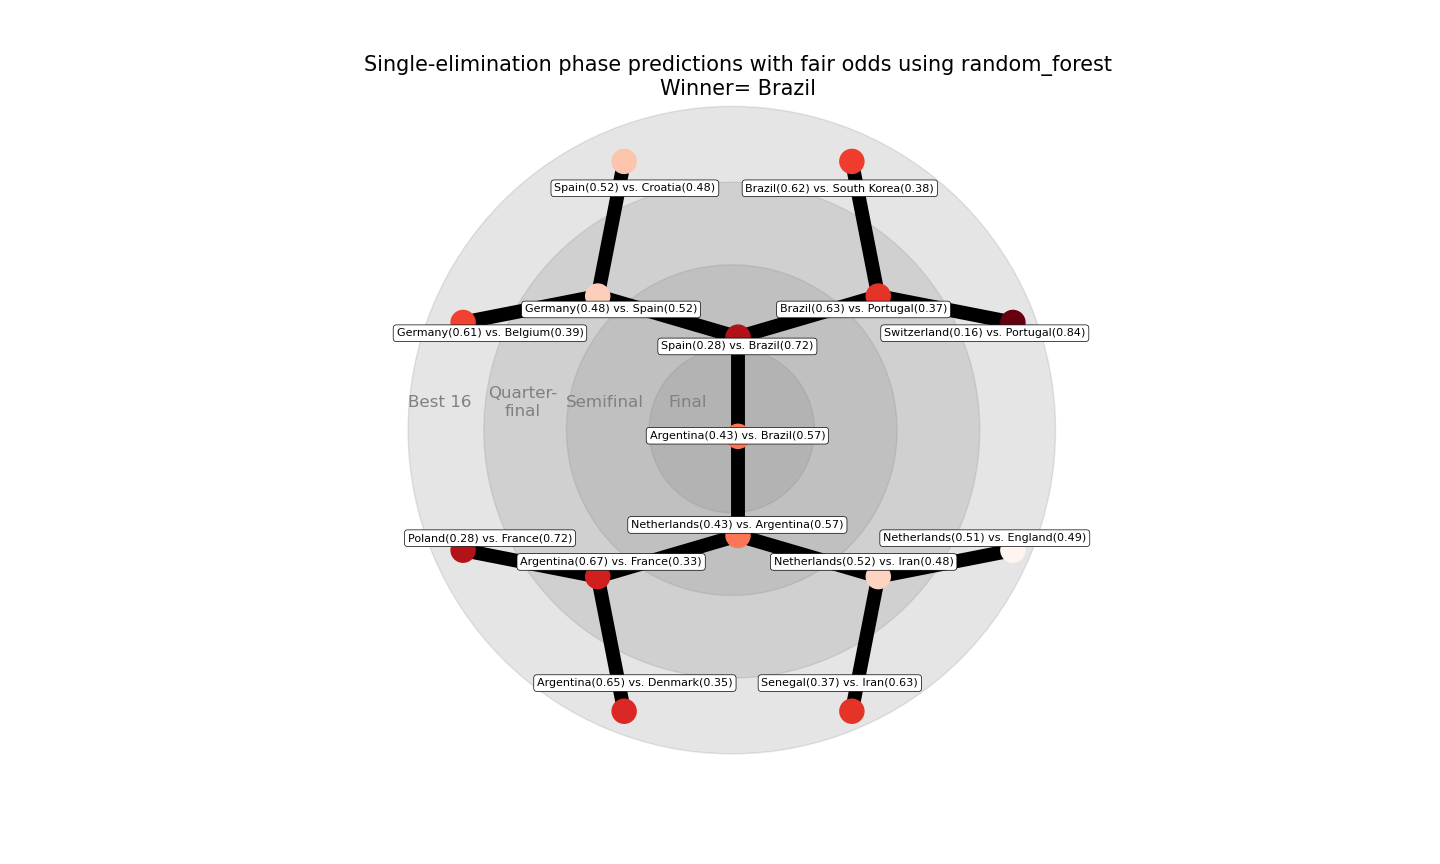 Single-elimination phase predictions with fair odds using random_forest
Winner= Brazil
Spain(0.52) vs. Croatia(0.48)
Brazil(0.62) vs. South Korea(0.38)
Germany(0.48) vs. Spain(0.52)
Brazil(0.63) vs. Portugal(0.37)
Germany(0.61) vs. Belgium(0.39)
Switzerland(0.16) vs. Portugal(0.84)
Spain(0.28) vs. Brazil(0.72)
Best 16
Quarter-
final
Semifinal
Final
Argentina(0.43) vs. Brazil(0.57)
Netherlands(0.43) vs. Argentina(0.57)
Poland(0.28) vs. France(0.72)
Netherlands(0.51) vs. England(0.49)
Argentina(0.67) vs. France(0.33)
Netherlands(0.52) vs. Iran(0.48)
Argentina(0.65) vs. Denmark(0.35)
Senegal(0.37) vs. Iran(0.63)